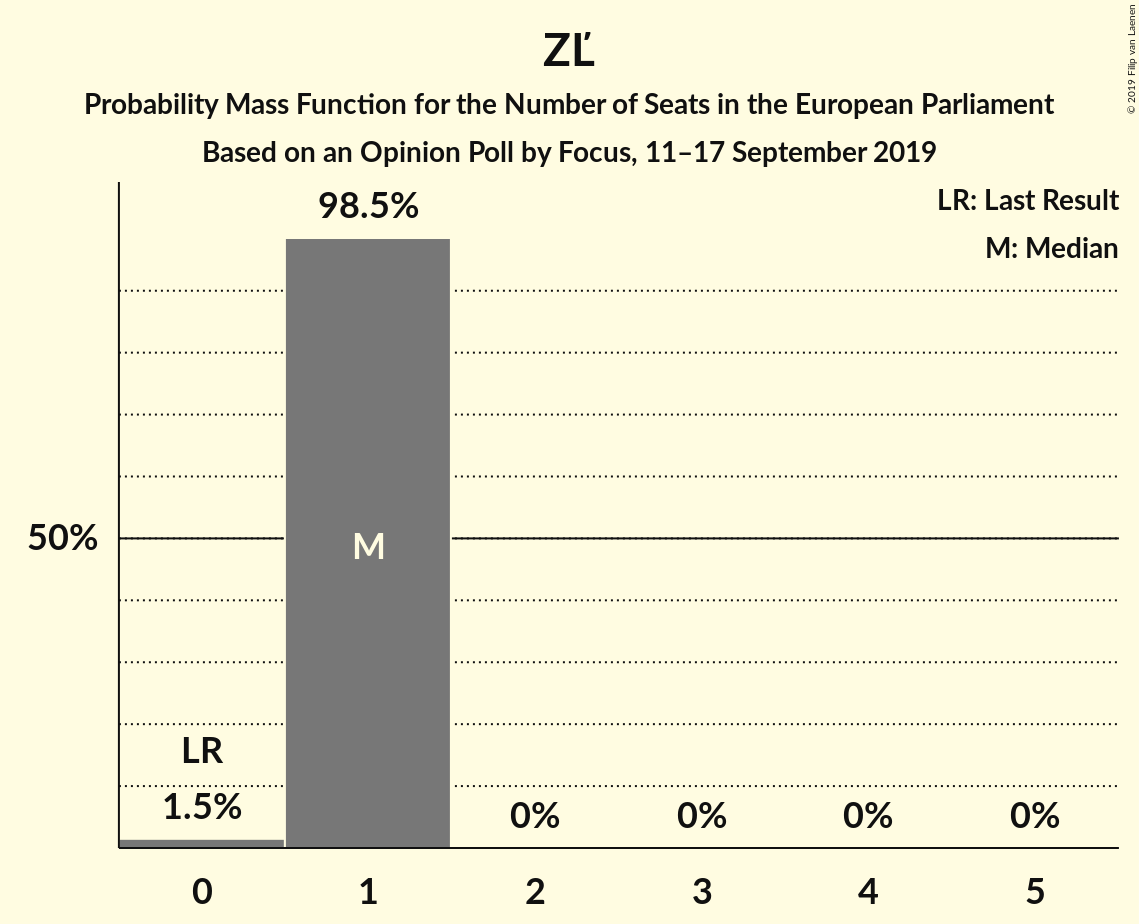 ZĽ
Probability Mass Function for the Number of Seats in the European Parliament
Based on an Opinion Poll by Focus, 11–17 September 2019
© 2019 Filip van Laenen
LR: Last Result
M: Median
98.5%
50%
M
LR
1.5%
0%
0%
0%
0%
0
1
2
3
4
5